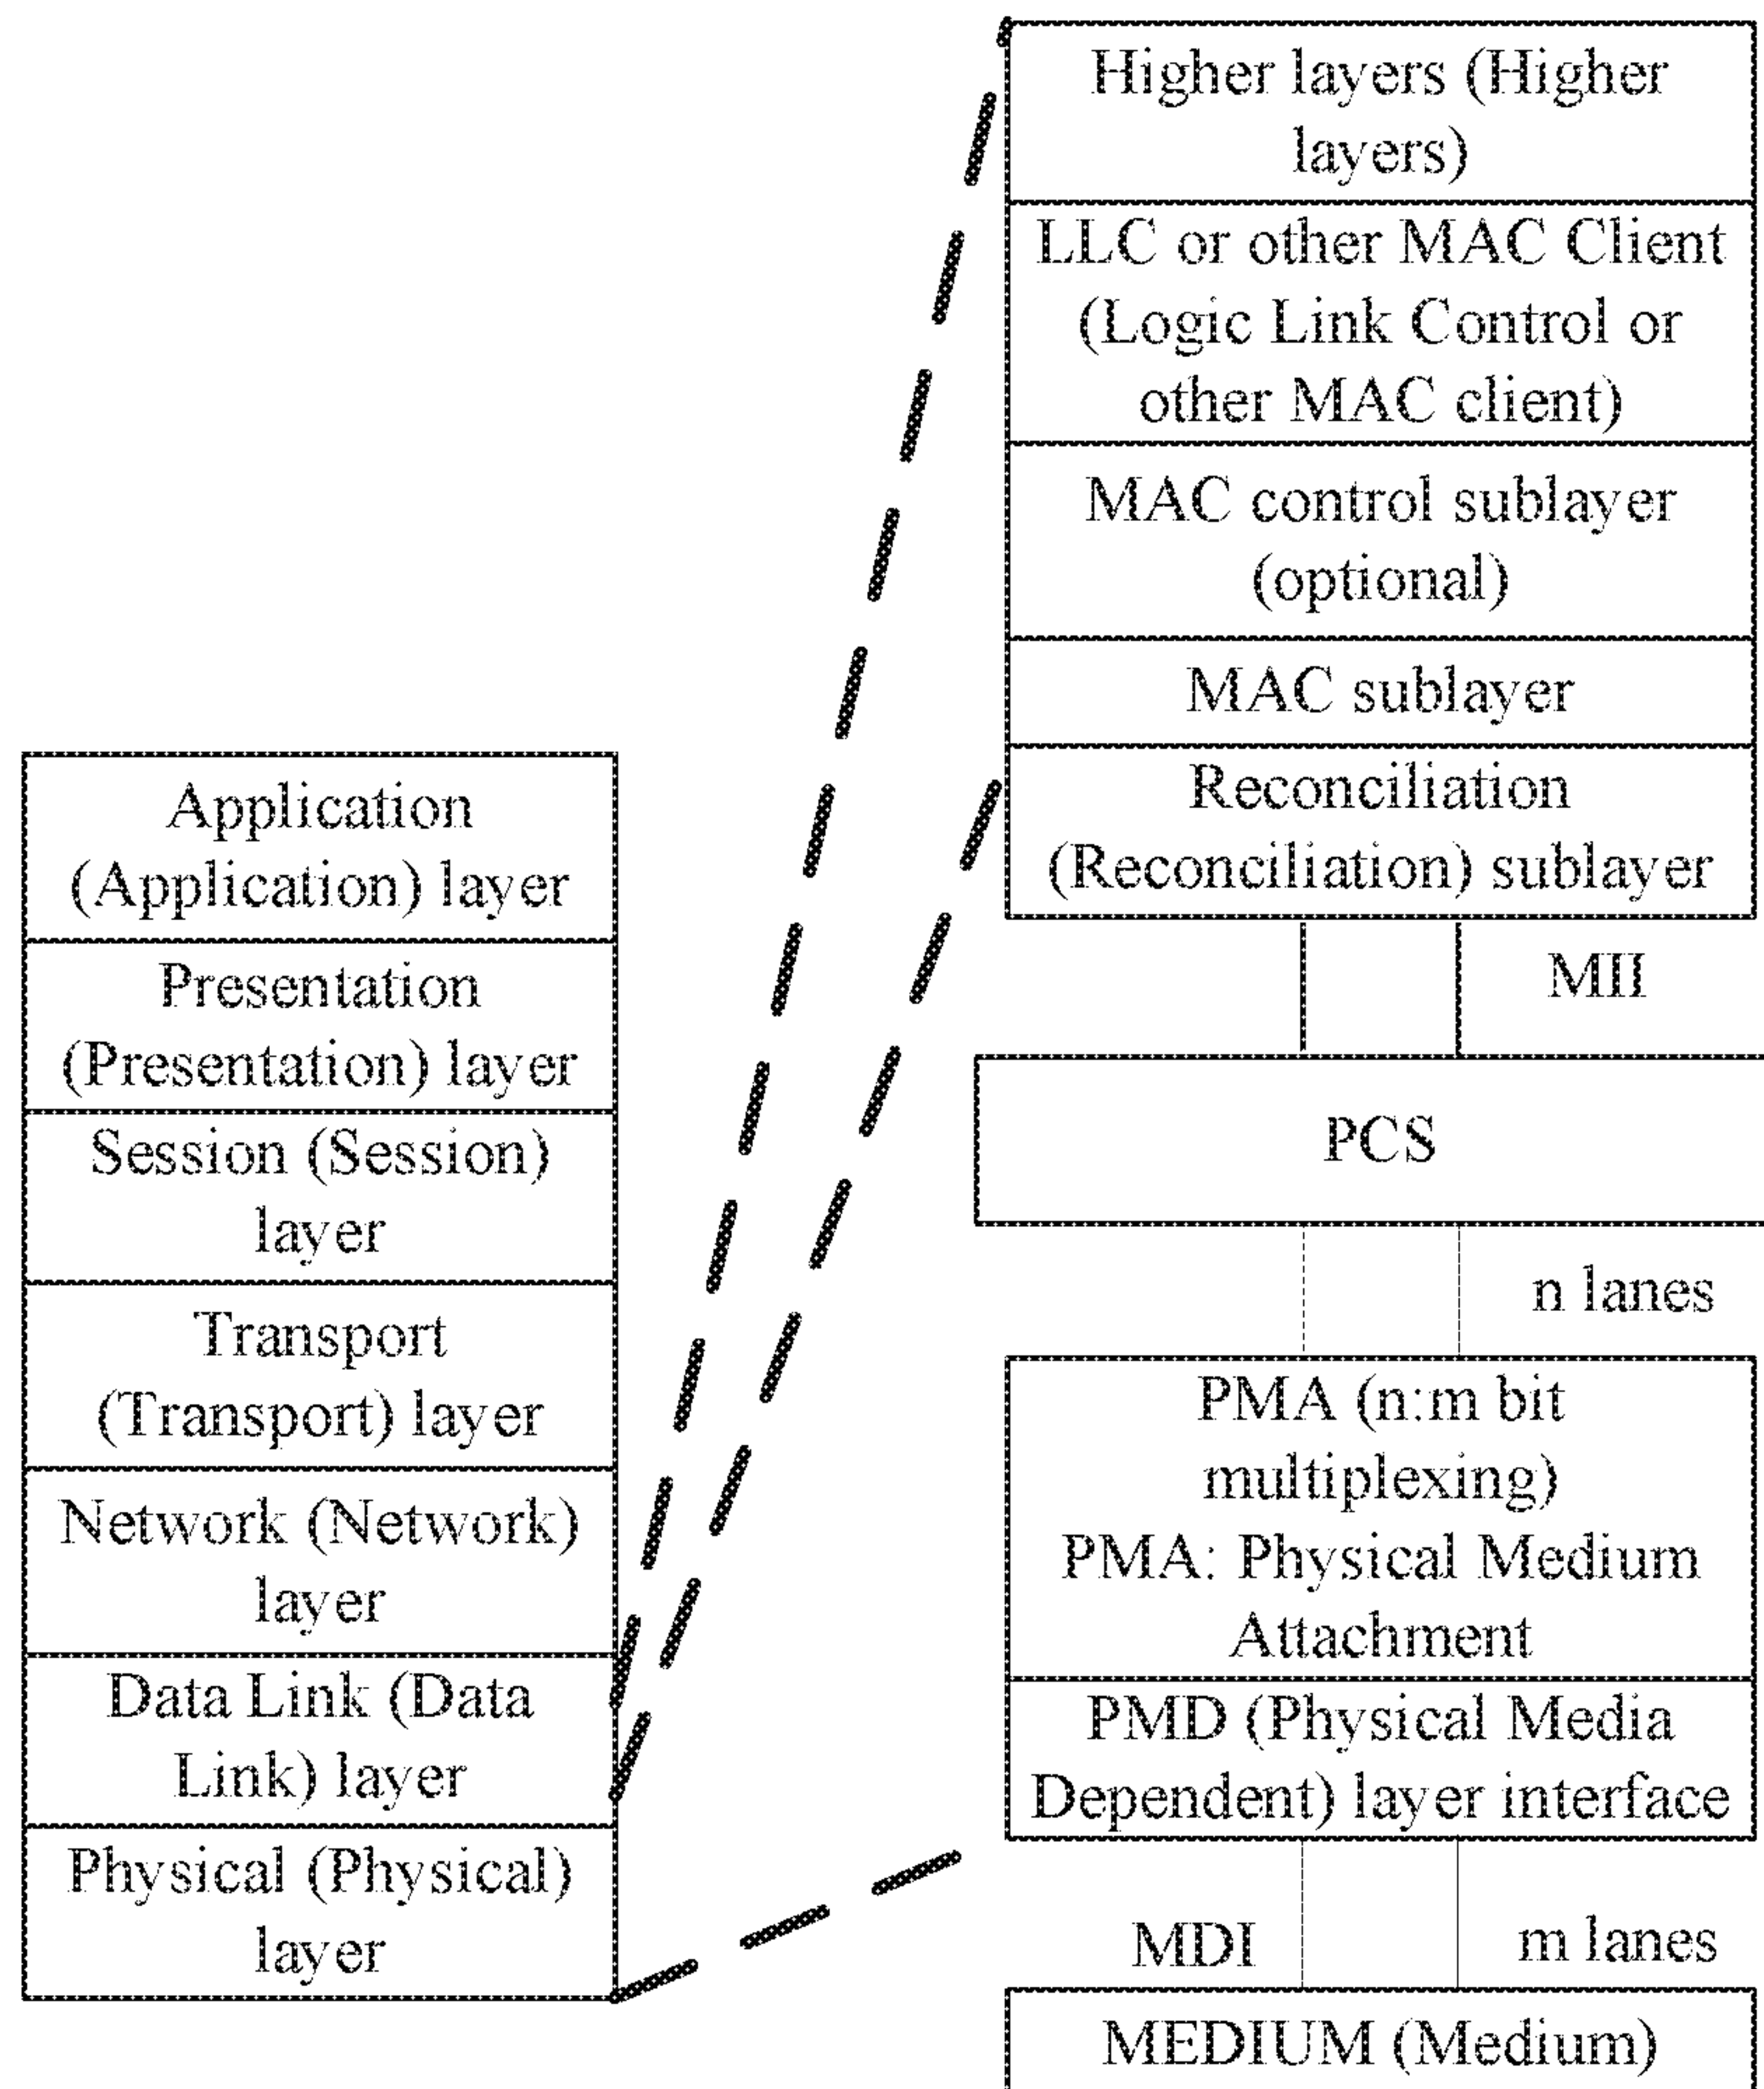 Application
(Application) layer
Presentation
(Presentation) layer
Session (Session)
layer
Transport
(Transport) layer
Network (Network)
layer
Data Link (Data
Link) layer
Physical (Physical)
layer
Higher layers (Higher
layers)
LLC or other MAC Client
(Logic Link Control or
other MAC client)
MAC control sublayer
(optional)
MAC sublayer
Reconciliation
(Reconciliation) sublayer
MII
PCS
n lanes
PMA (n:m bit
multiplexing)
PMA: Physical Medium
Attachment
PMD (Physical Media
Dependent) layer interface
MDI
m lanes
MEDIUM (Medium)